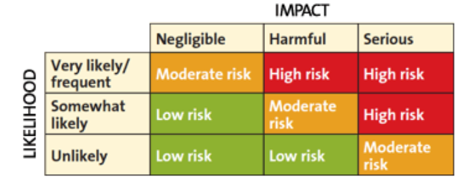 IMPACT
Negligible Harmful Serious
LIKELIHOOD
Very likely/
frequent
Moderate risk High risk High risk
Somewhat
likely
Low risk Moderate
risk High risk
Unlikely Low risk Low risk Moderate
risk